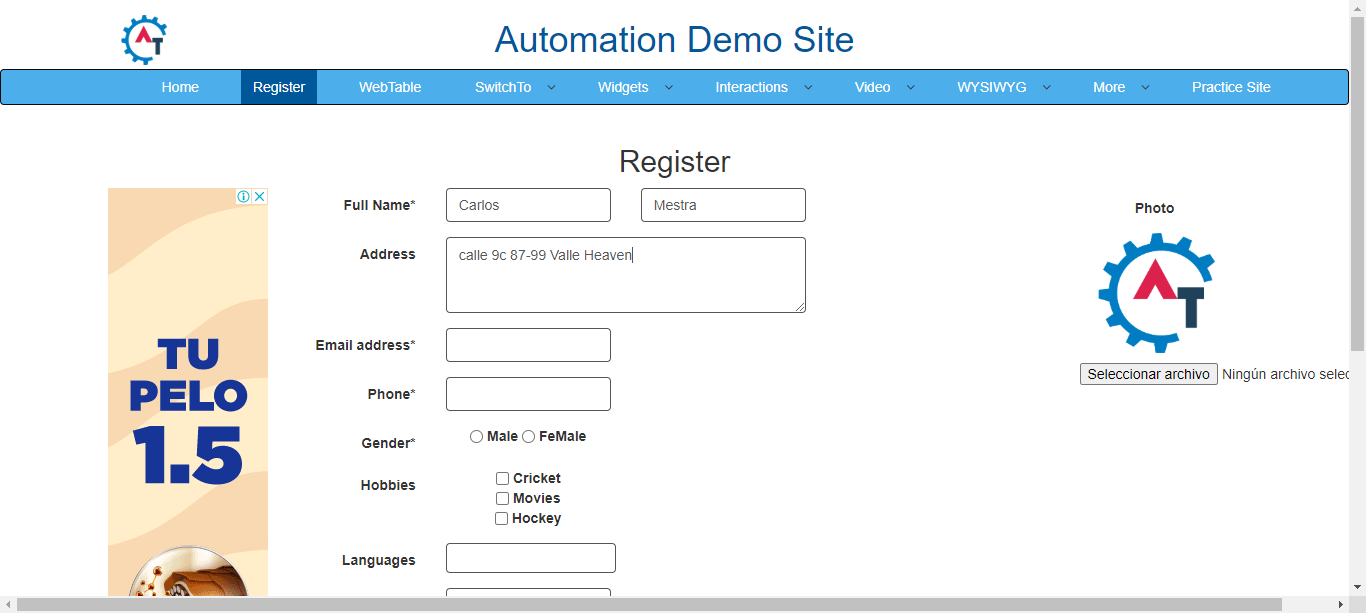 AT
Automation Demo Site
Home Register WebTable SwitchTo Widgets Interactions Video WYSIWYG More Practice Site
Register
Full Name* Carlos Mestra
Photo
Address calle 9c 87-99 Valle Heaven
AT
TU
PELO
1.5
Email address*
Seleccionar archivo Ningún archivo selec
Phone*
Gender* Male FeMale
Hobbies Cricket
Movies
Hockey
Languages